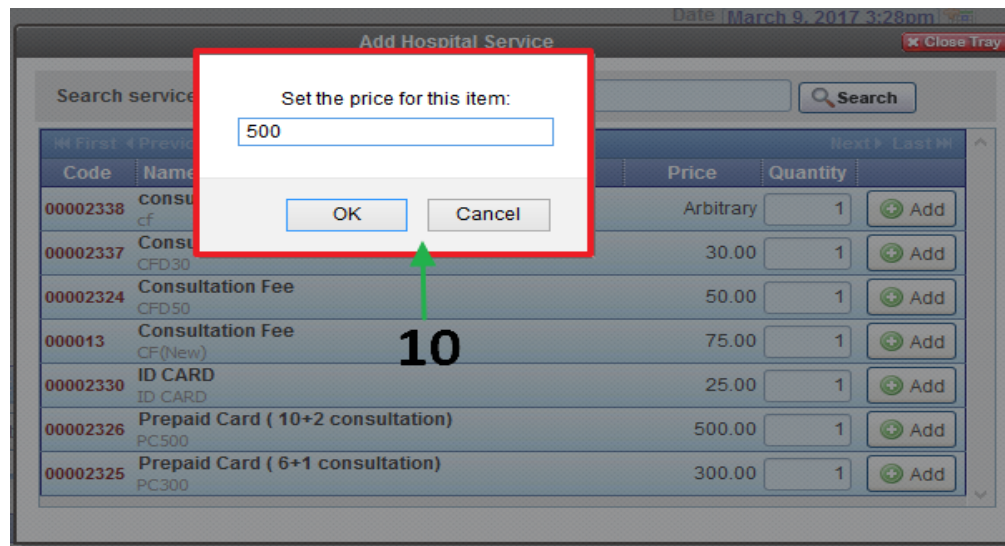 Date March 9, 2017 3:28pm
Add Hospital Service
Close Tray
Search service
Set the price for this item:
Search
500
First Previo
Next Last
Code Name Price Quantity
OK Cancel
00002338 consu Arbitrary 1 Add
cf
00002337 Consu 30.00 1 Add
CFD30
00002324 Consultation Fee 50.00 1 Add
CFD50
000013 Consultation Fee 75.00 1 Add
CF(New)
10
00002330 ID CARD 25.00 1 Add
ID CARD
00002326 Prepaid Card ( 10+2 consultation) 500.00 1 Add
PC500
00002325 Prepaid Card ( 6+1 consultation) 300.00 1 Add
PC300